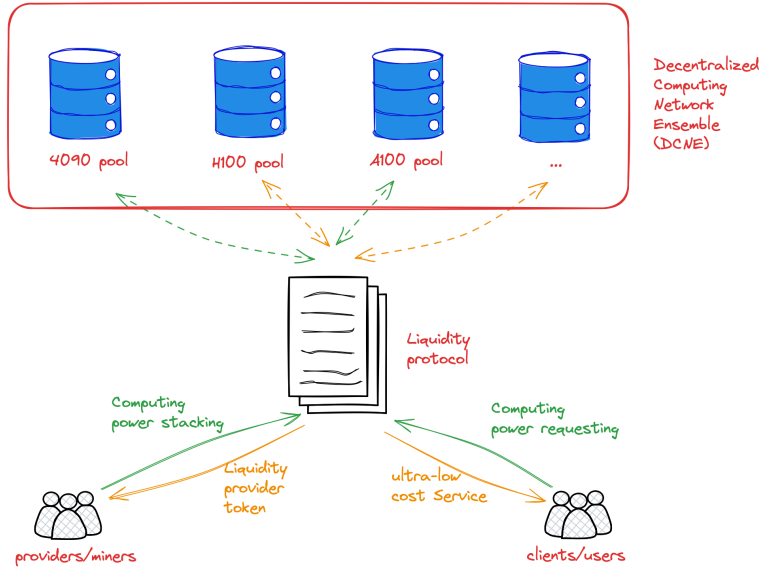 Decentralized
Computing
Network
Ensemble
(DCNE)
4090 pool
H100 pool
A100 pool
...
Liquidity
protocol
Computing
power stacking
Computing
power requesting
Liquidity
provider
token
ultra-low
cost Service
providers/miners
clients/users